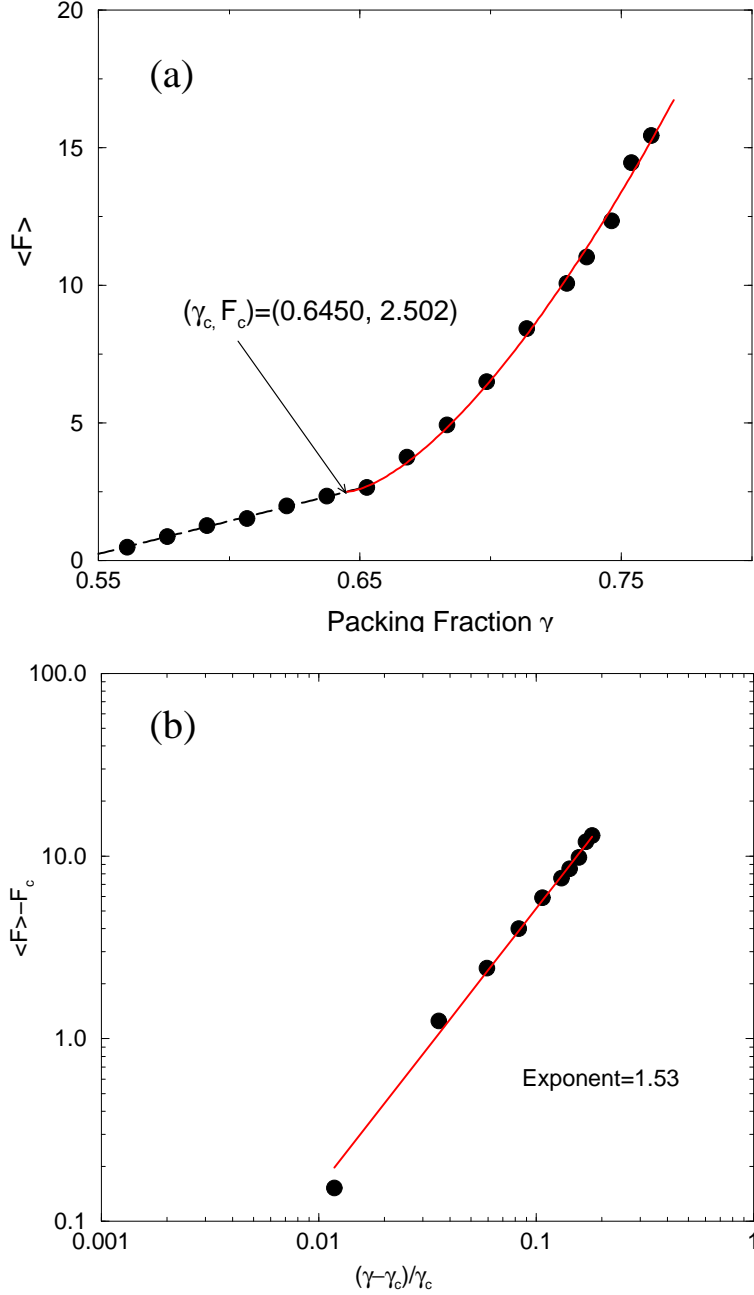 20
(a)
15
<F>
10
(γc, Fc)=(0.6450, 2.502)
5
0
0.55
0.65
0.75
Packing Fraction γ
100.0
(b)
10.0
<F>−Fc
1.0
Exponent=1.53
0.1
0.001
0.01
0.1
1
(γ−γc)/γc